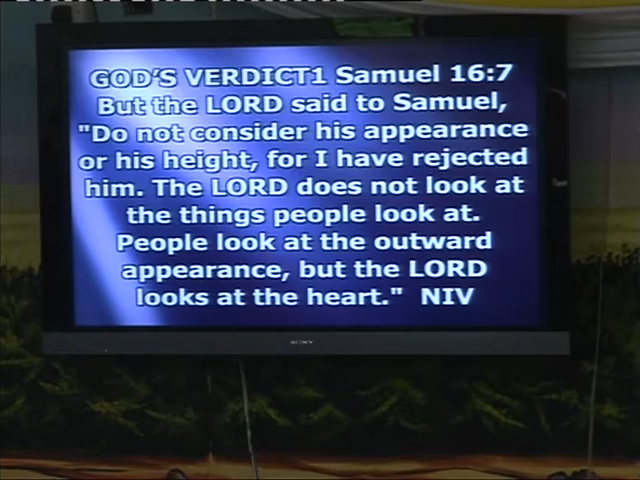 GOD'S VERDICT1 Samuel 16:7
But the LORD said to Samuel,
"Do not consider his appearance
or his height, for I have rejected
him. The LORD does not look at
the things people look at.
People look at the outward
appearance, but the LORD
looks at the heart."  NIV
SONY